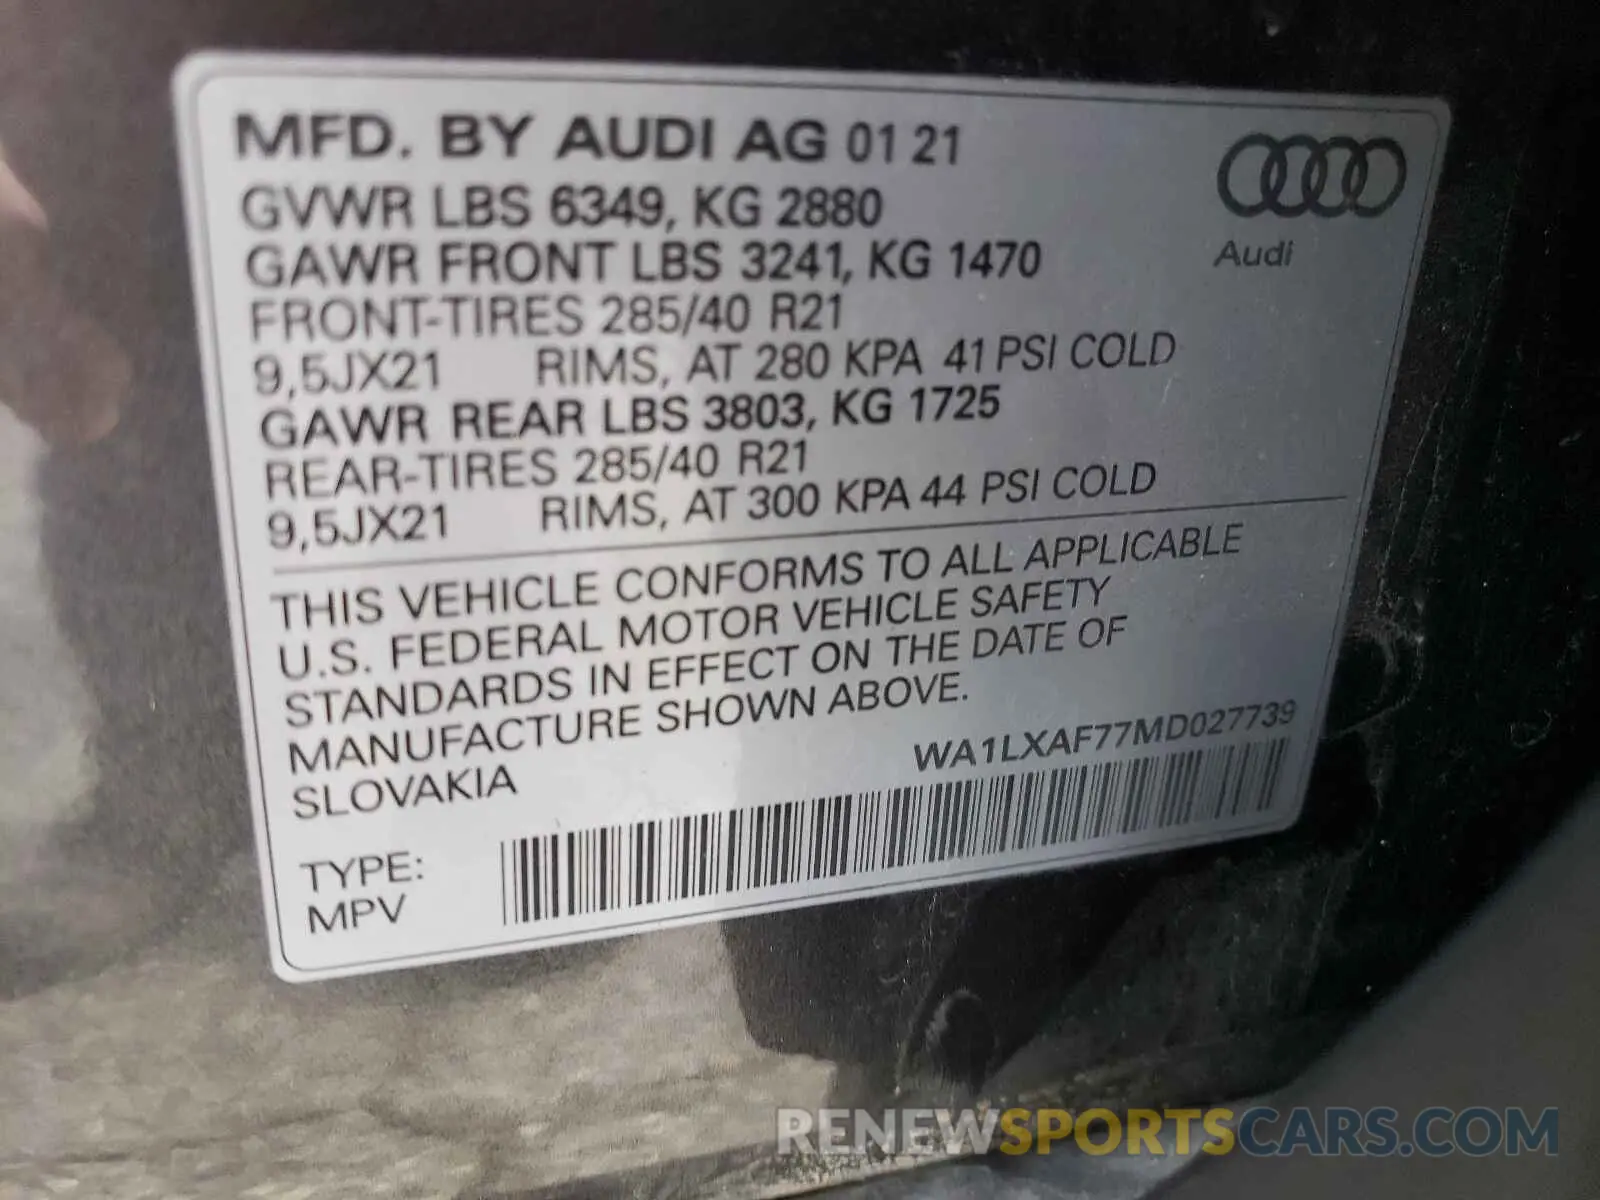 MFD. BY AUDI AG 01 21
GVWR LBS 6349, KG 2880
GAWR FRONT LBS 3241, KG 1470
FRONT-TIRES 285/40 R21
9,5JX21 RIMS, AT 280 KPA 41 PSI COLD
GAWR REAR LBS 3803, KG 1725
REAR-TIRES 285/40 R21
9,5JX21 RIMS, AT 300 KPA 44 PSI COLD
Audi
THIS VEHICLE CONFORMS TO ALL APPLICABLE
U.S. FEDERAL MOTOR VEHICLE SAFETY
STANDARDS IN EFFECT ON THE DATE OF
MANUFACTURE SHOWN ABOVE.
SLOVAKIA
WA1LXAF77MD027739
TYPE:
MPV
RENEWSPORTSCARS.COM